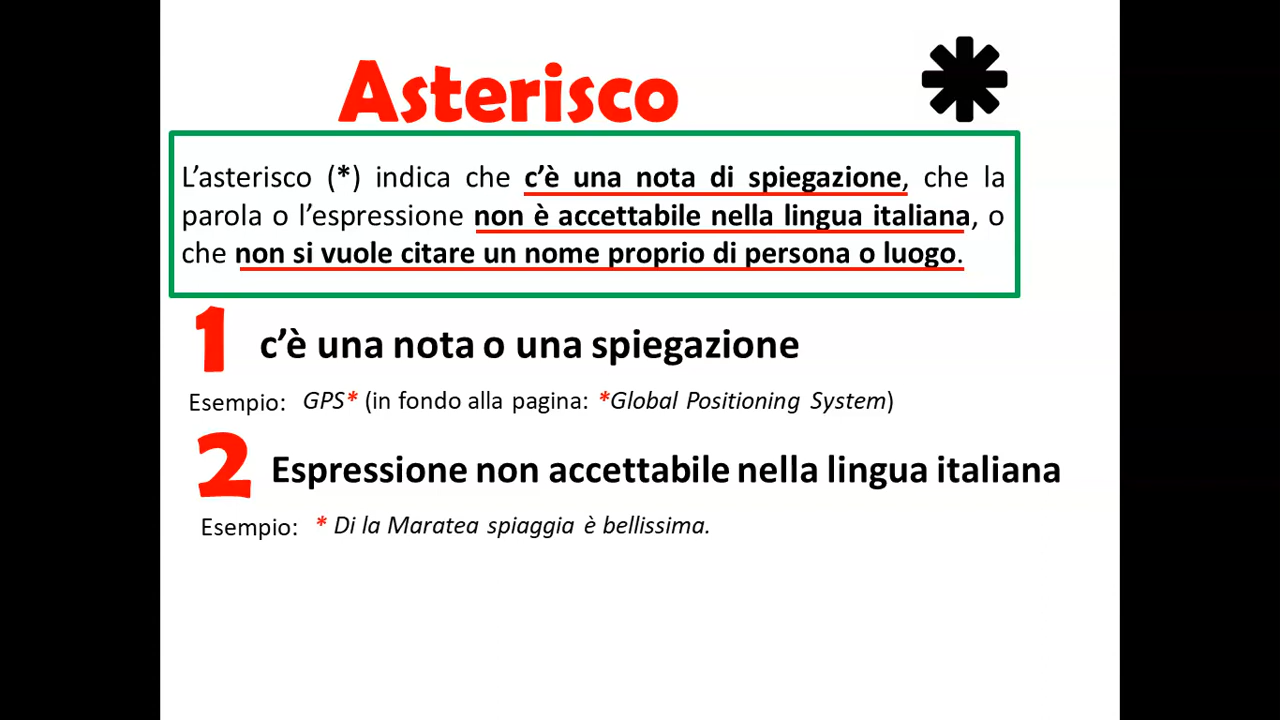 Asterisco
L’asterisco (*) indica che c’è una nota di spiegazione, che la
parola o l’espressione non è accettabile nella lingua italiana, o
che non si vuole citare un nome proprio di persona o luogo.
1 c’è una nota o una spiegazione
Esempio: GPS* (in fondo alla pagina: *Global Positioning System)
2 Espressione non accettabile nella lingua italiana
Esempio: * Di la Maratea spiaggia è bellissima.